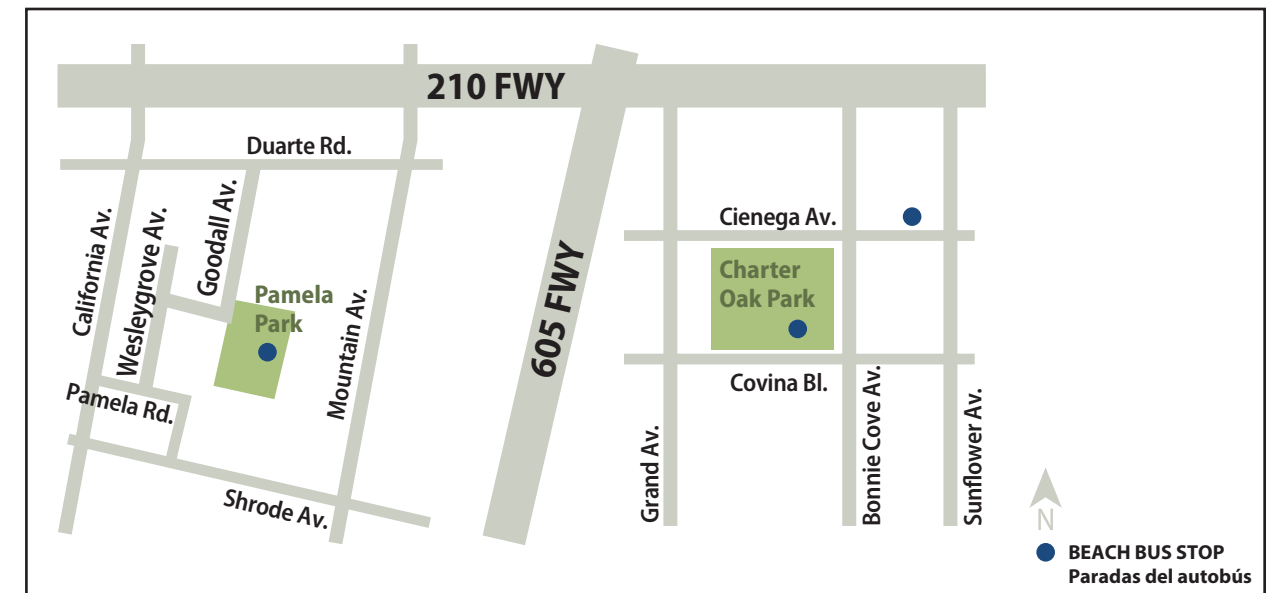 210 FWY
Duarte Rd.
California Av.
Wesleygrove Av.
Goodall Av.
Pamela
Park
Mountain Av.
Pamela Rd.
Shrode Av.
605 FWY
Cienega Av.
Charter
Oak Park
Covina Bl.
Grand Av.
Bonnie Cove Av.
Sunflower Av.
N
BEACH BUS STOP
Paradas del autobús